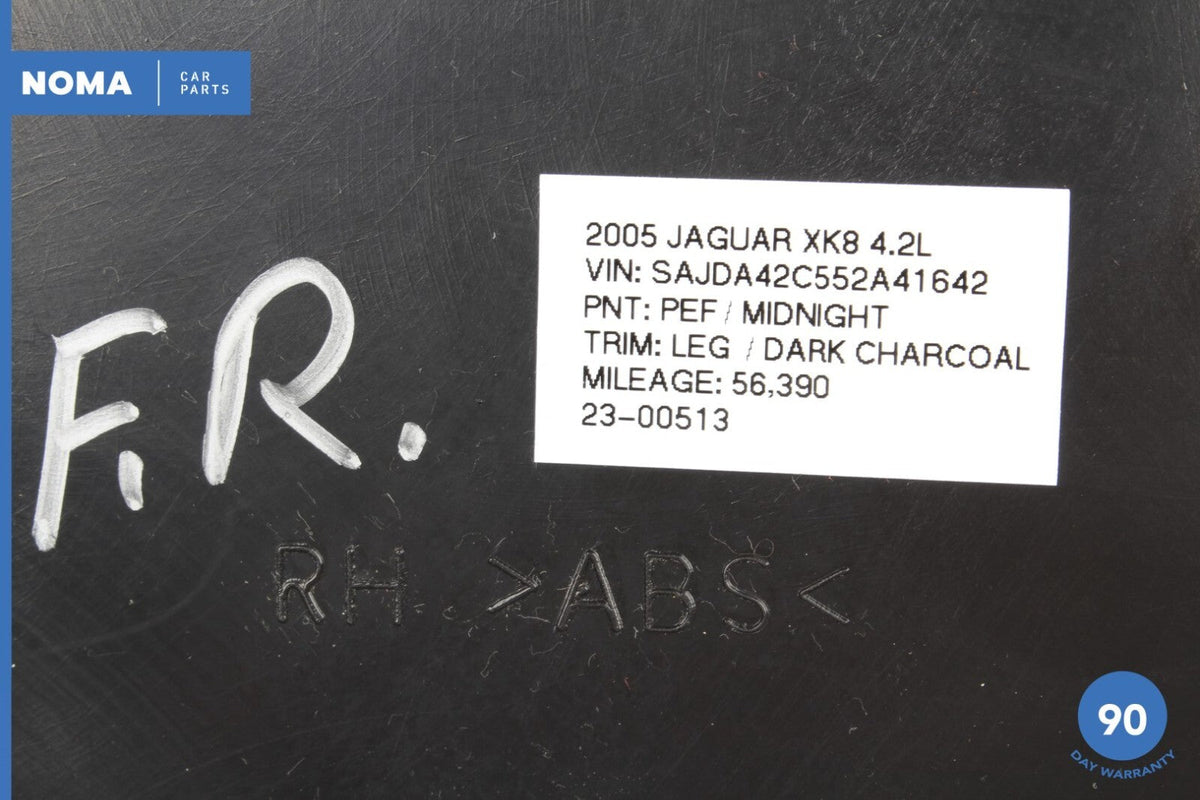 NOMA
CAR
PARTS
2005 JAGUAR XK8 4.2L
VIN: SAJDA42C552A41642
PNT: PEF / MIDNIGHT
TRIM: LEG / DARK CHARCOAL
MILEAGE: 56,390
23-00513
F.R.
RH >ABS<
90
DAY WARRANTY